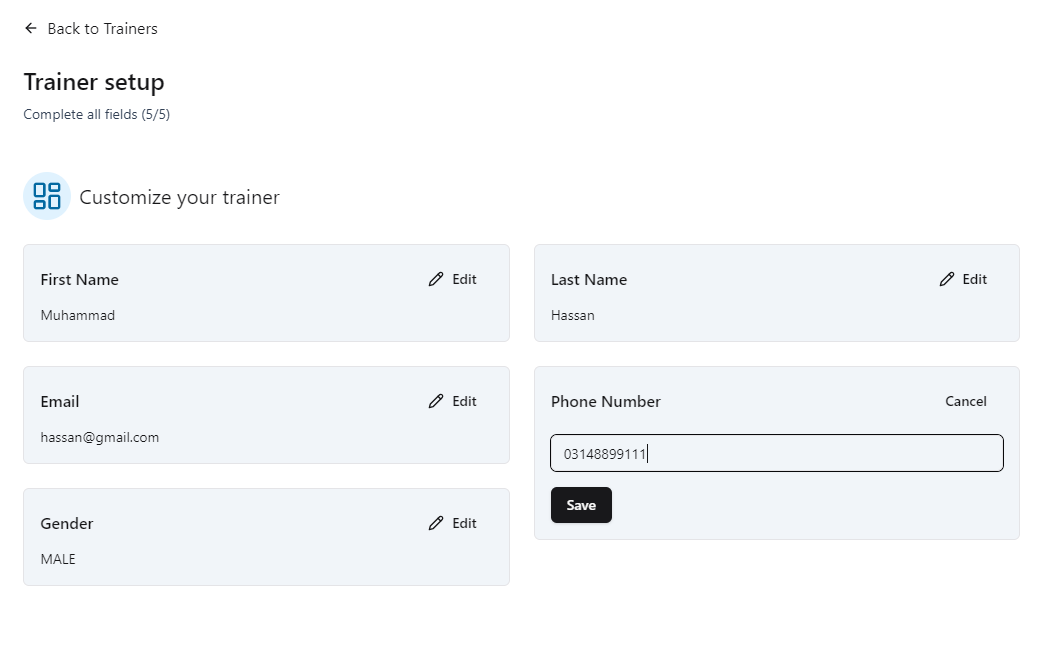 Back to Trainers
Trainer setup
Complete all fields (5/5)
Customize your trainer
First Name
Edit
Muhammad
Last Name
Edit
Hassan
Email
Edit
hassan@gmail.com
Phone Number
Cancel
03148899111
Save
Gender
Edit
MALE